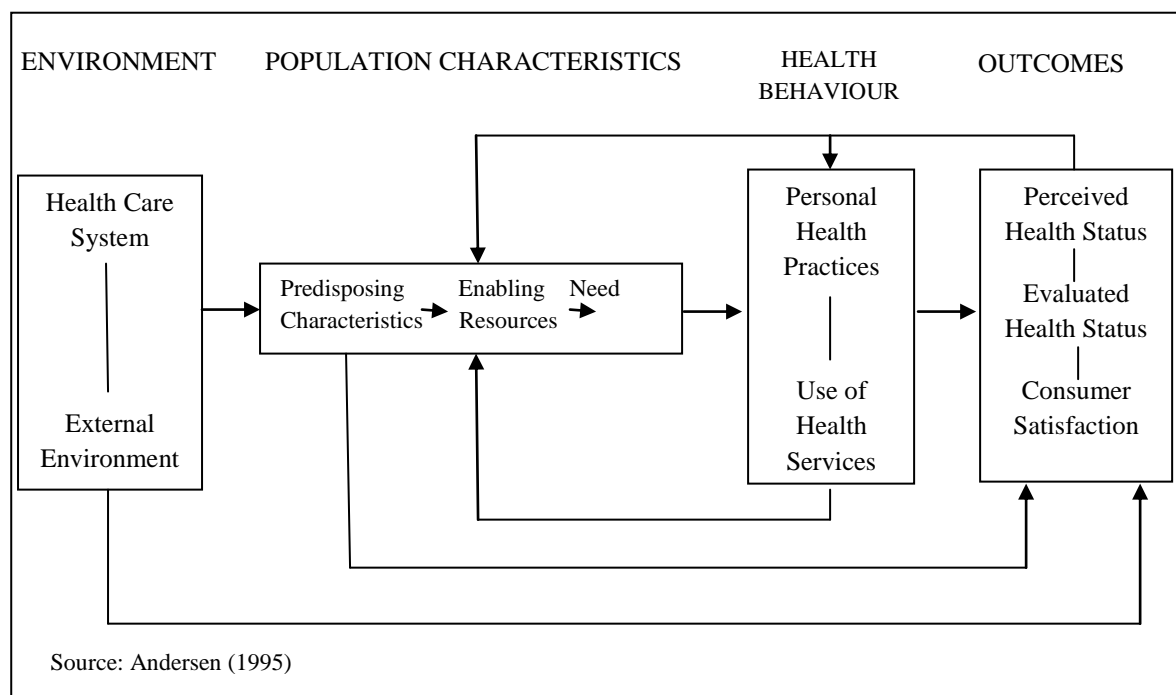 ENVIRONMENT
POPULATION CHARACTERISTICS
HEALTH
BEHAVIOUR
OUTCOMES
Health Care
System
External
Environment
Predisposing
Characteristics
Enabling
Resources
Need
Personal
Health
Practices
Use of
Health
Services
Perceived
Health Status
Evaluated
Health Status
Consumer
Satisfaction
Source: Andersen (1995)